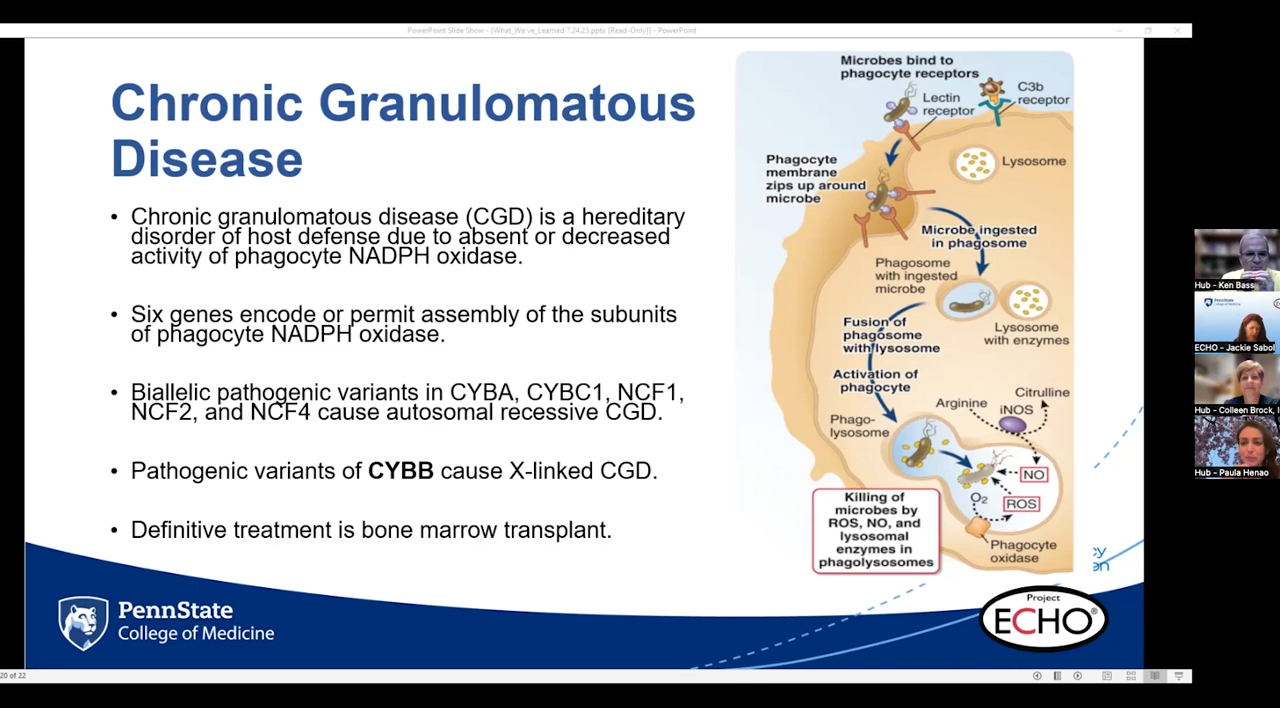 PowerPoint Slide Show - [What_We've_Learned 7.24.23.pptx [Read-Only]] - PowerPoint
Chronic Granulomatous
Disease
• Chronic granulomatous disease (CGD) is a hereditary
disorder of host defense due to absent or decreased
activity of phagocyte NADPH oxidase.
• Six genes encode or permit assembly of the subunits
of phagocyte NADPH oxidase.
• Biallelic pathogenic variants in CYBA, CYBC1, NCF1,
NCF2, and NCF4 cause autosomal recessive CGD.
• Pathogenic variants of CYBB cause X-linked CGD.
• Definitive treatment is bone marrow transplant.
Microbes bind to
phagocyte receptors
Lectin
receptor
C3b
receptor
Lysosome
Phagocyte
membrane
zips up around
microbe
Microbe ingested
in phagosome
Phagosome
with ingested
microbe
Lysosome
with enzymes
Fusion of
phagosome
with lysosome
Activation of
phagocyte
Citrulline
Arginine
iNOS
Phago-
lysosome
NO
O2
ROS
Phagocyte
oxidase
Killing of
microbes by
ROS, NO, and
lysosomal
enzymes in
phagolysosomes
cy
en
PennState
College of Medicine
Project
ECHO®
20 of 22
Hub - Ken Bass
PennState
College of Medicine
ECHO - Jackie Sabol
Hub - Colleen Brock,
Hub - Paula Henao